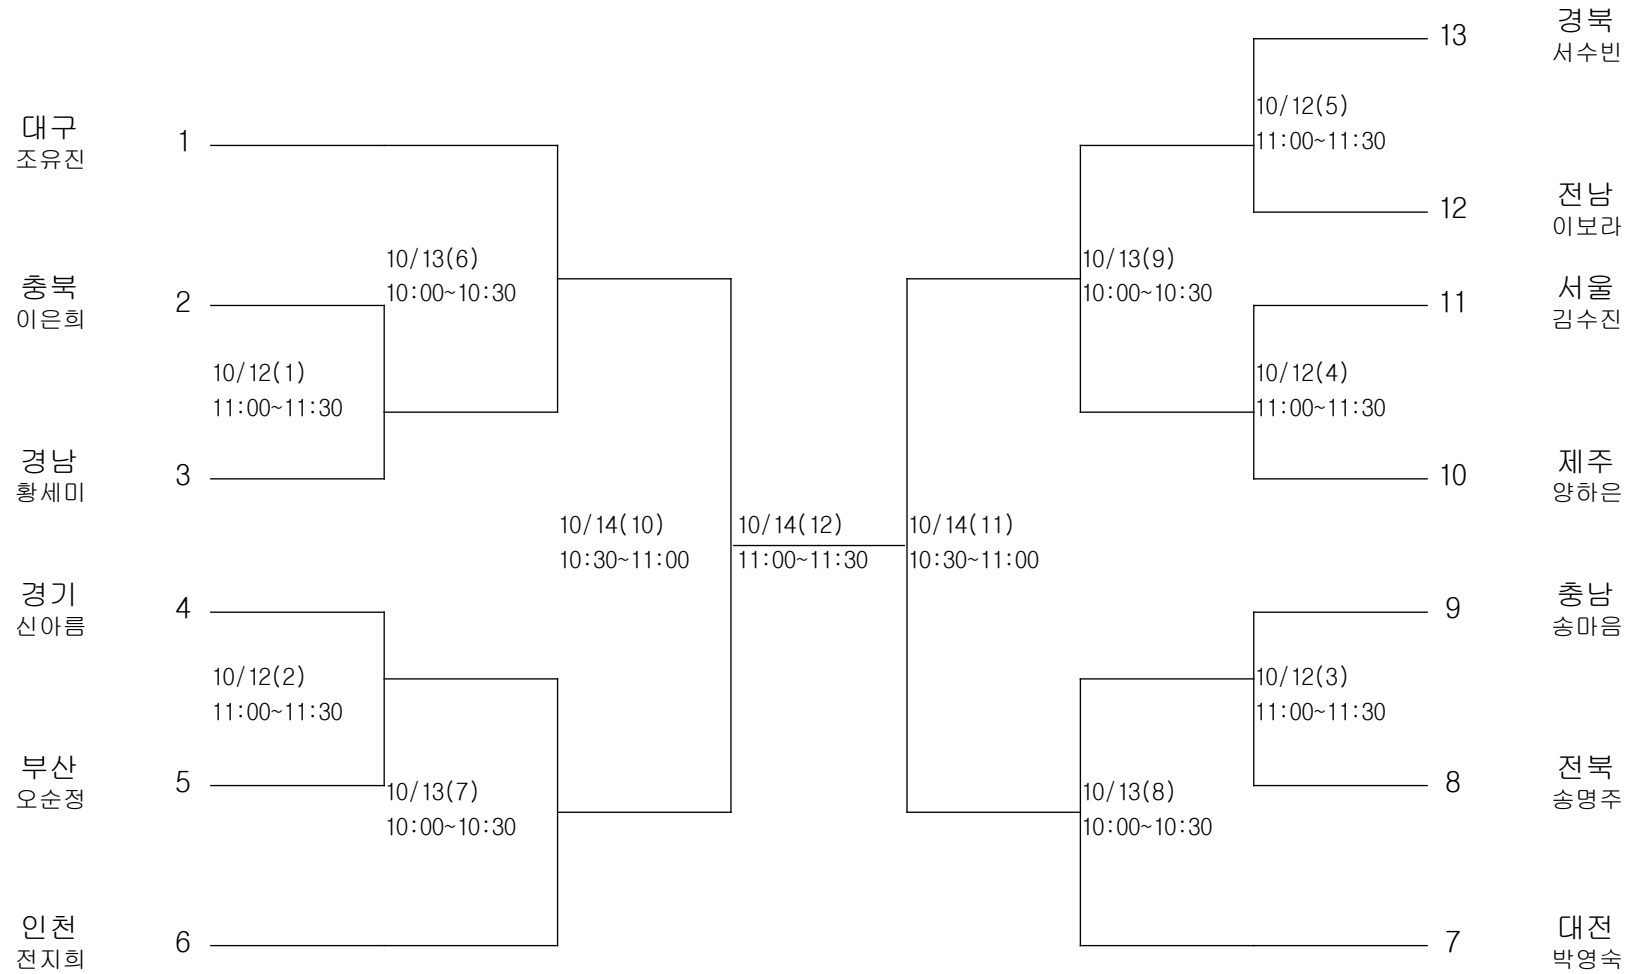 대구
조유진
1
충북
이은희
2
10/13(6)
10:00~10:30
10/12(1)
11:00~11:30
경남
황세미
3
10/14(10)
10:30~11:00
경기
신아름
4
10/12(2)
11:00~11:30
부산
오순정
5
10/13(7)
10:00~10:30
인천
전지희
6
10/14(12)
11:00~11:30
13
경북
서수빈
10/12(5)
11:00~11:30
12
전남
이보라
10/13(9)
10:00~10:30
11
서울
김수진
10/12(4)
11:00~11:30
10
제주
양하은
10/14(11)
10:30~11:00
9
충남
송마음
10/12(3)
11:00~11:30
8
전북
송명주
10/13(8)
10:00~10:30
7
대전
박영숙